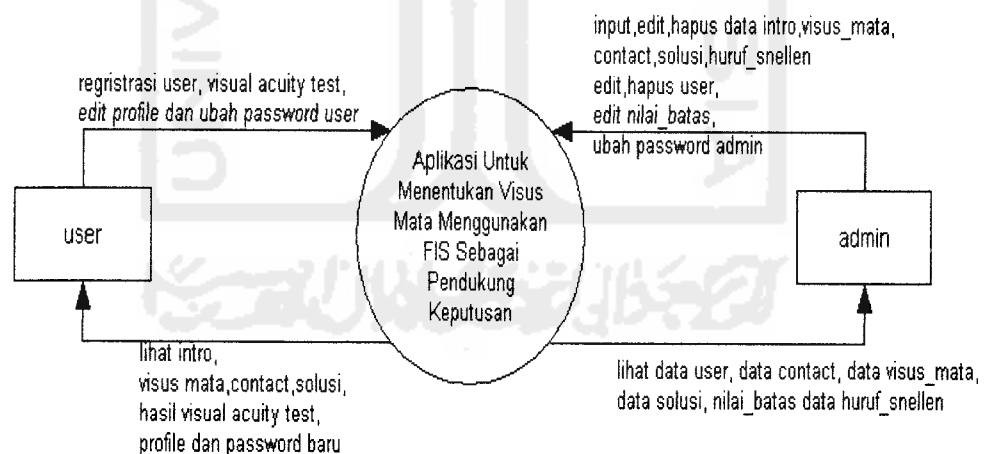 regristrasi user, visual acuity test,
edit profile dan ubah password user
input,edit,hapus data intro,visus_mata,
contact,solusi,huruf_snellen
edit,hapus user,
edit nilai_batas,
ubah password admin
user
Aplikasi Untuk
Menentukan Visus
Mata Menggunakan
FIS Sebagai
Pendukung
Keputusan
admin
lihat intro,
visus mata,contact,solusi,
hasil visual acuity test,
profile dan password baru
lihat data user, data contact, data visus_mata,
data solusi, nilai_batas data huruf_snellen